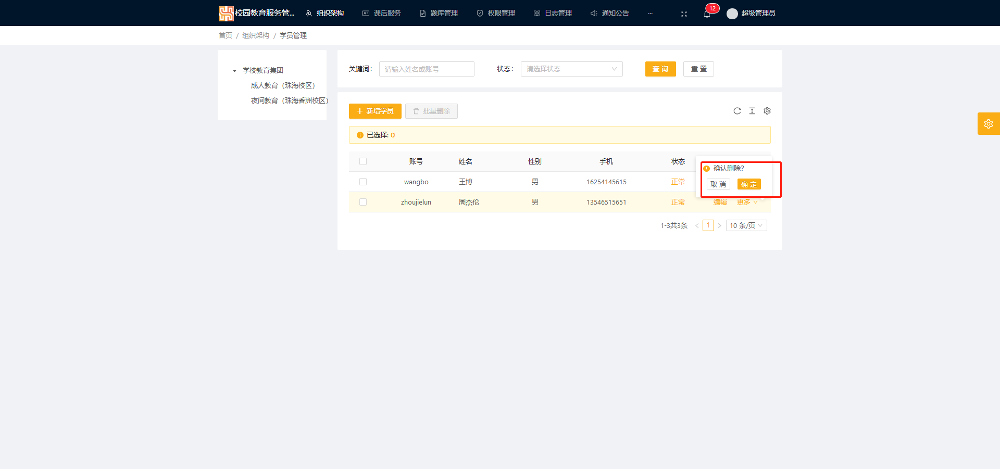 校园教育服务管... 组织架构 课后服务 题库管理 权限管理 日志管理 通知公告 ... 12 超级管理员
首页 / 组织架构 / 学员管理
学校教育集团
成人教育（珠海校区）
夜间教育（珠海香洲校区）
关键词： 请输入姓名或账号 状态： 请选择状态 查 询 重 置
新增学员 批量删除
已选择: 0
账号 姓名 性别 手机 状态
确认删除?
wangbo 王博 男 16254145615 正常
取 消 确 定
zhoujielun 周杰伦 男 13546515651 正常 编辑 更多
1-3共3条 < 1 > 10 条/页